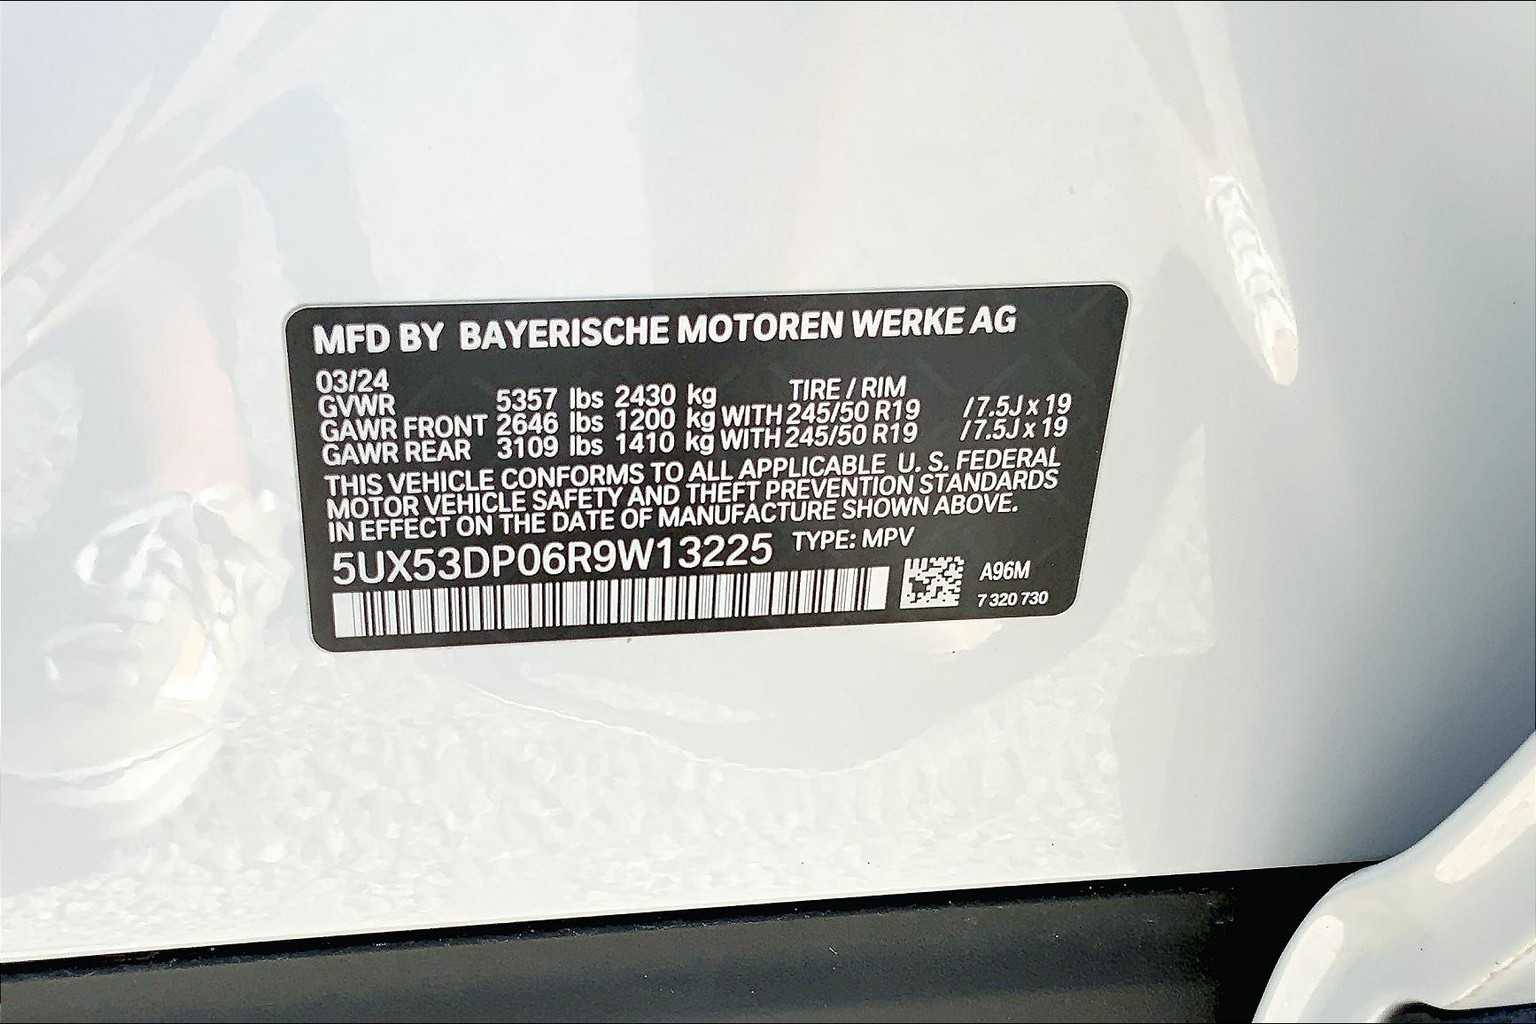 MFD BY BAYERISCHE MOTOREN WERKE AG
03/24
GVWR 5357 lbs 2430 kg TIRE / RIM
GAWR FRONT 2646 lbs 1200 kg WITH 245/50 R19 / 7.5J x 19
GAWR REAR 3109 lbs 1410 kg WITH 245/50 R19 / 7.5J x 19
THIS VEHICLE CONFORMS TO ALL APPLICABLE U. S. FEDERAL
MOTOR VEHICLE SAFETY AND THEFT PREVENTION STANDARDS
IN EFFECT ON THE DATE OF MANUFACTURE SHOWN ABOVE.
5UX53DP06R9W13225 TYPE: MPV
A96M
7 320 730